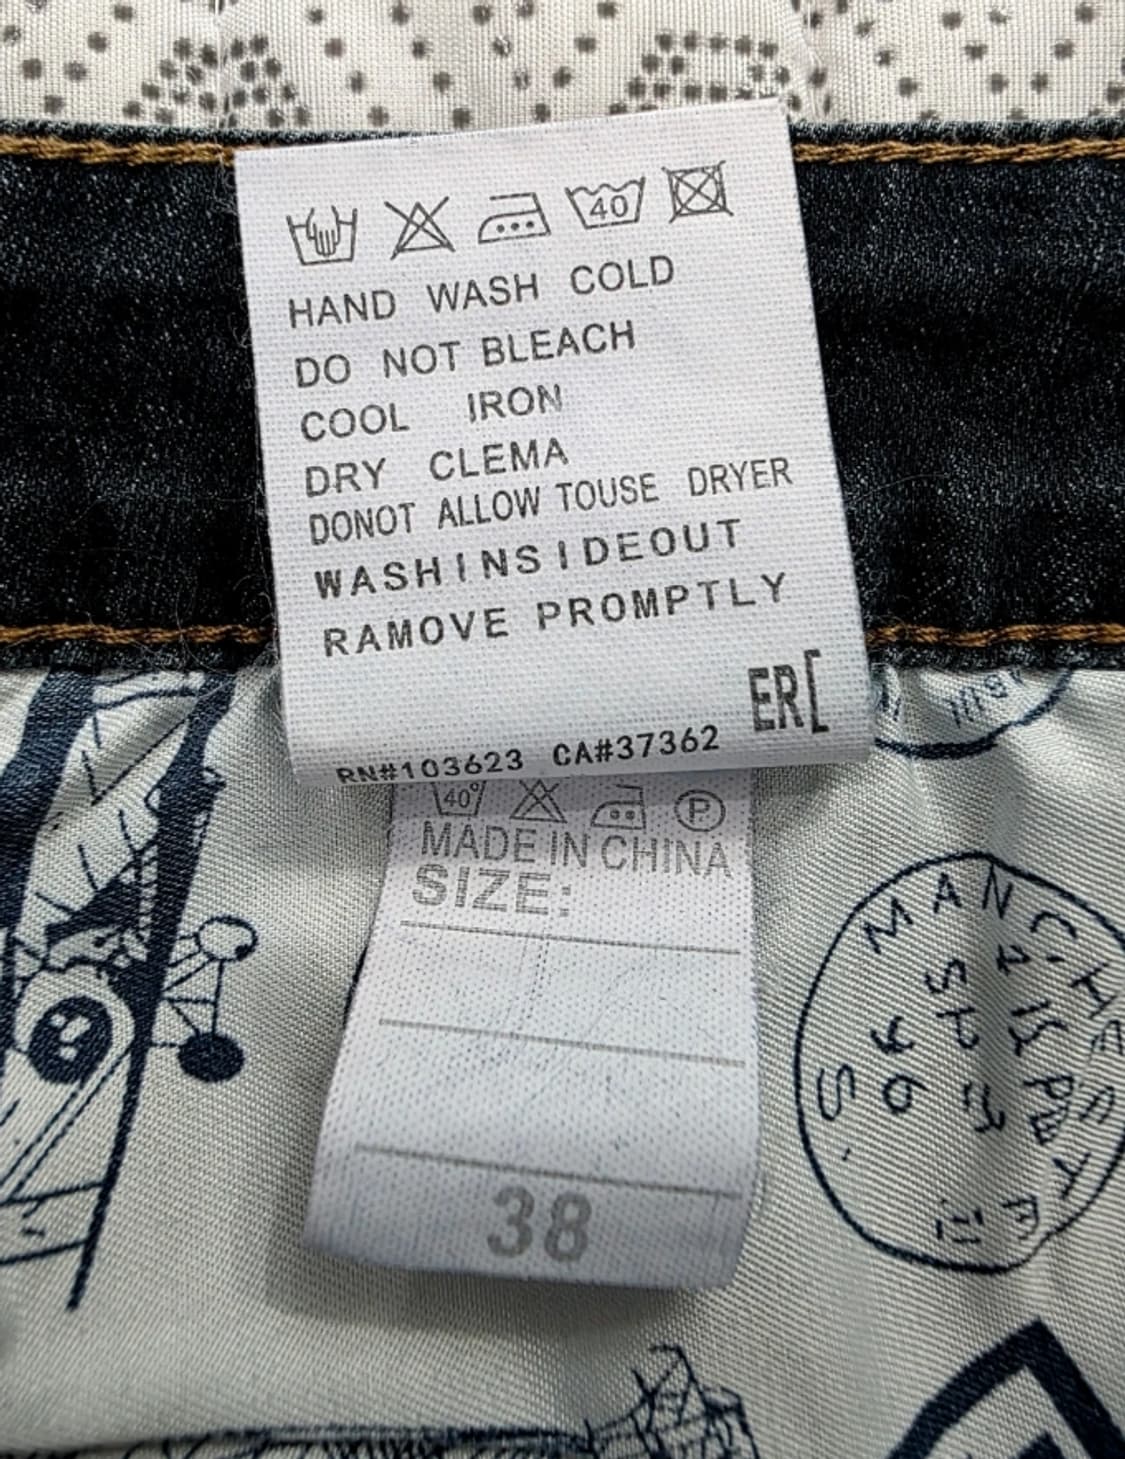 40
HAND WASH COLD
DO NOT BLEACH
COOL IRON
DRY CLEMA
DONOT ALLOW TOUSE DRYER
WASHINSIDEOUT
RAMOVE PROMPTLY
ERC
RN#103623 CA#37362
40° P
MADE IN CHINA
SIZE:
38